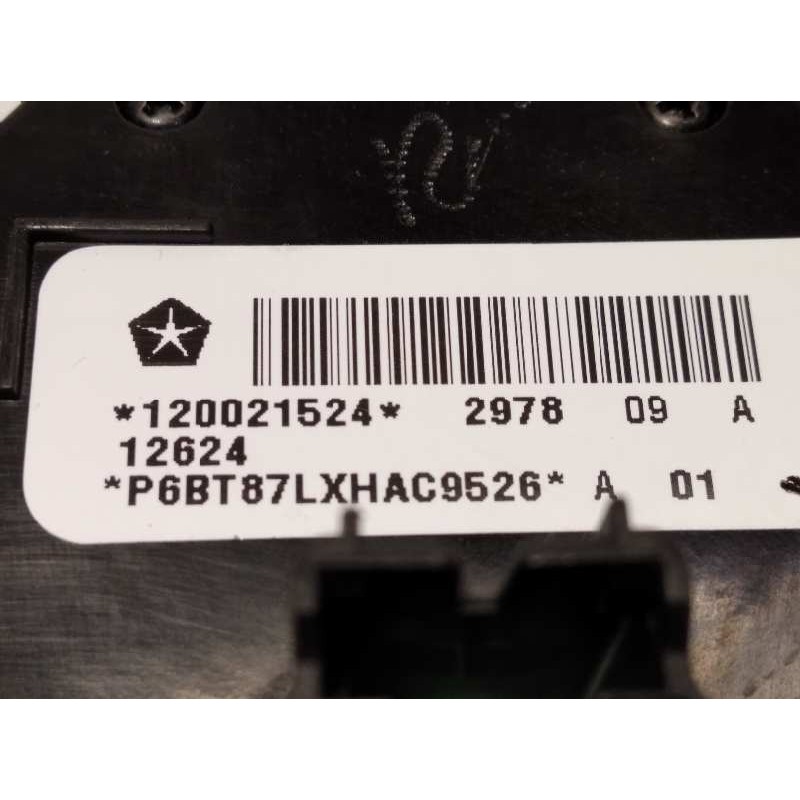 *120021524* 2978 09 A
12624
*P6BT87LXHAC9526* A 01